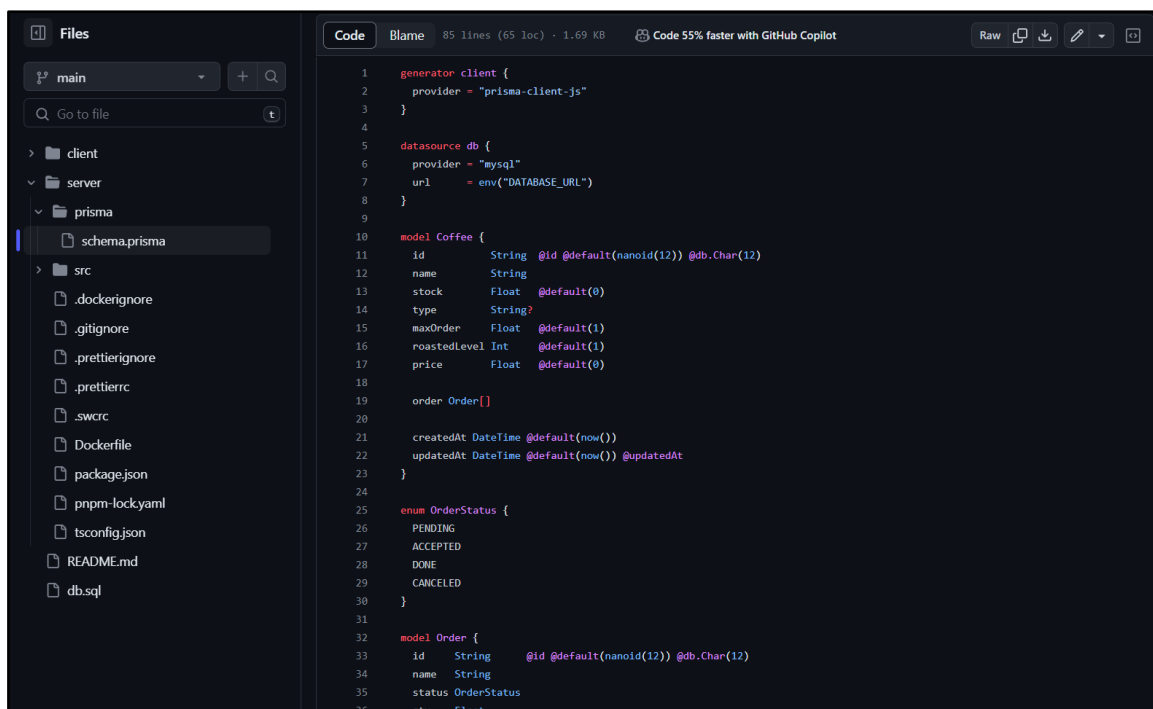 Files
main
Go to file
t
client
server
prisma
schema.prisma
src
.dockerignore
.gitignore
.prettierignore
.prettierrc
.swcrc
Dockerfile
package.json
pnpm-lock.yaml
tsconfig.json
README.md
db.sql
Code Blame 85 lines (65 loc) · 1.69 KB Code 55% faster with GitHub Copilot Raw
1 generator client {
2 provider = "prisma-client-js"
3 }
4
5 datasource db {
6 provider = "mysql"
7 url = env("DATABASE_URL")
8 }
9
10 model Coffee {
11 id String @id @default(nanoid(12)) @db.Char(12)
12 name String
13 stock Float @default(0)
14 type String?
15 maxOrder Float @default(1)
16 roastedLevel Int @default(1)
17 price Float @default(0)
18
19 order Order[]
20
21 createdAt DateTime @default(now())
22 updatedAt DateTime @default(now()) @updatedAt
23 }
24
25 enum OrderStatus {
26 PENDING
27 ACCEPTED
28 DONE
29 CANCELED
30 }
31
32 model Order {
33 id String @id @default(nanoid(12)) @db.Char(12)
34 name String
35 status OrderStatus